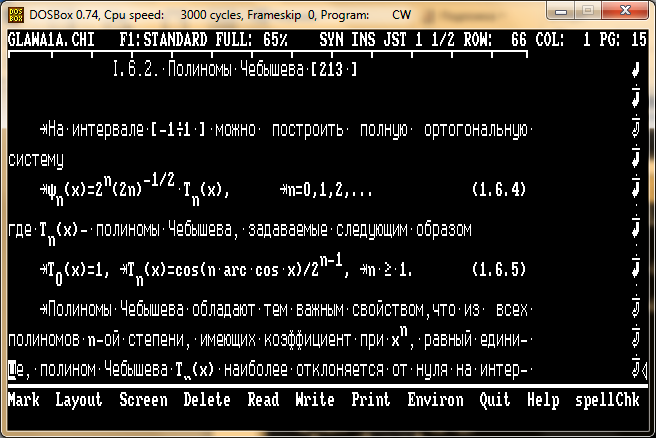 DOSBox 0.74, Cpu speed: 3000 cycles, Frameskip 0, Program: CW
GLAWA1A.CHI F1:STANDARD FULL: 65% SYN INS JST 1 1/2 ROW: 66 COL: 1 PG: 15
I.6.2. Полиномы Чебышева [213 ]
На интервале [-1÷1 ] можно построить полную ортогональную
систему
ψn(x)=2^n(2n)^-1/2 Tn(x), n=0,1,2,... (1.6.4)
где Tn(x)- полиномы Чебышева, задаваемые следующим образом
T0(x)=1, Tn(x)=cos(n arc cos x)/2^n-1, n ≥ 1. (1.6.5)
Полиномы Чебышева обладают тем важным свойством,что из всех
полиномов n-ой степени, имеющих коэффициент при x^n, равный едини-
це, полином Чебышева Tn(x) наиболее отклоняется от нуля на интер-
Mark Layout Screen Delete Read Write Print Environ Quit Help spellChk